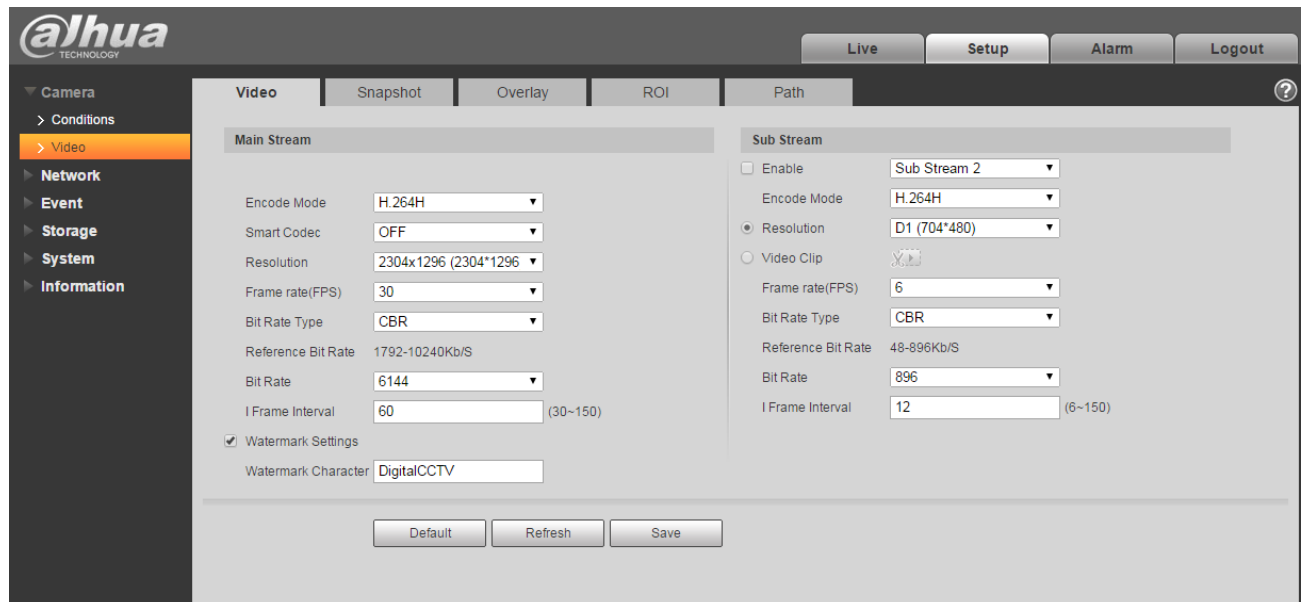 alhua
TECHNOLOGY
Live Setup Alarm Logout
Camera
Conditions
Video
Network
Event
Storage
System
Information
Video Snapshot Overlay ROI Path ?
Main Stream
Encode Mode H.264H
Smart Codec OFF
Resolution 2304x1296 (2304*1296
Frame rate(FPS) 30
Bit Rate Type CBR
Reference Bit Rate 1792-10240Kb/S
Bit Rate 6144
I Frame Interval 60 (30~150)
Watermark Settings
Watermark Character DigitalCCTV
Sub Stream
Enable Sub Stream 2
Encode Mode H.264H
Resolution D1 (704*480)
Video Clip
Frame rate(FPS) 6
Bit Rate Type CBR
Reference Bit Rate 48-896Kb/S
Bit Rate 896
I Frame Interval 12 (6~150)
Default Refresh Save